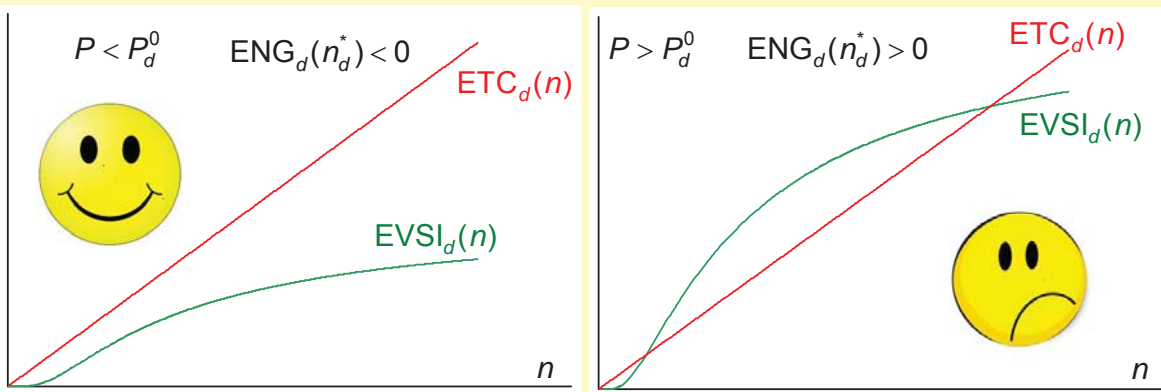 P < P_d^0 ENG_d(n_d^*) < 0
ETC_d(n)
EVSI_d(n)
n
P > P_d^0 ENG_d(n_d^*) > 0
ETC_d(n)
EVSI_d(n)
n